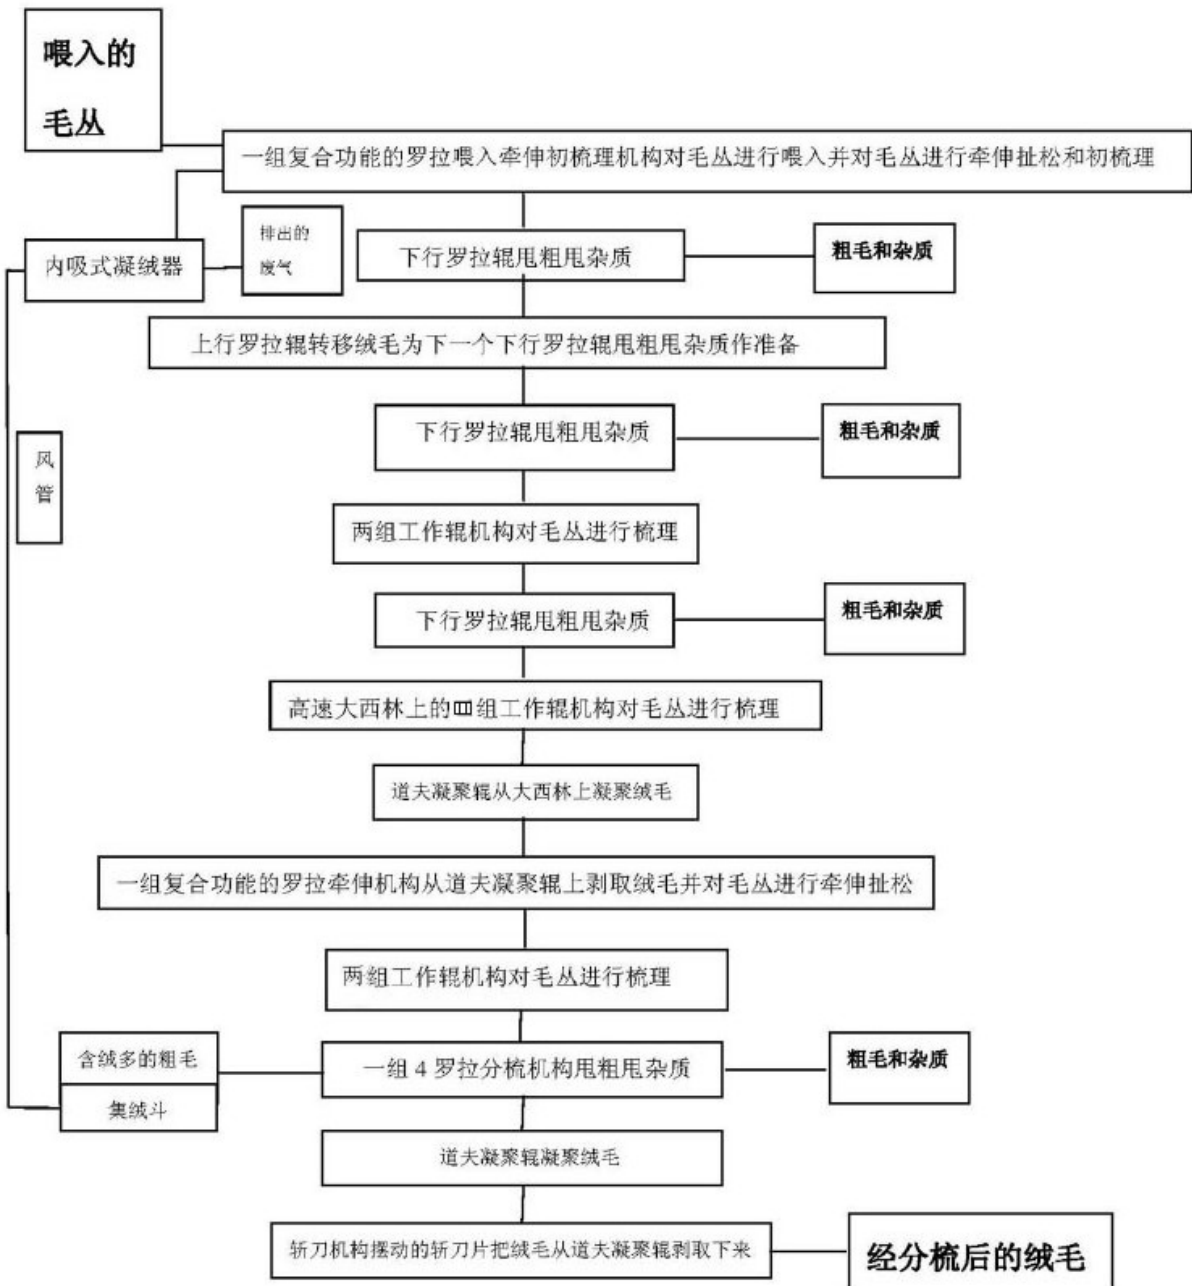 喂入的
毛丛
一组复合功能的罗拉喂入牵伸初梳理机构对毛丛进行喂入并对毛丛进行牵伸扯松和初梳理
内吸式凝绒器
排出的
废气
下行罗拉辊甩粗甩杂质
粗毛和杂质
上行罗拉辊转移绒毛为下一个下行罗拉辊甩粗甩杂质作准备
下行罗拉辊甩粗甩杂质
粗毛和杂质
风
管
两组工作辊机构对毛丛进行梳理
下行罗拉辊甩粗甩杂质
粗毛和杂质
高速大西林上的四组工作辊机构对毛丛进行梳理
道夫凝聚辊从大西林上凝聚绒毛
一组复合功能的罗拉牵伸机构从道夫凝聚辊上剥取绒毛并对毛丛进行牵伸扯松
两组工作辊机构对毛丛进行梳理
含绒多的粗毛
集绒斗
一组 4 罗拉分梳机构甩粗甩杂质
粗毛和杂质
道夫凝聚辊凝聚绒毛
斩刀机构摆动的斩刀片把绒毛从道夫凝聚辊剥取下来
经分梳后的绒毛